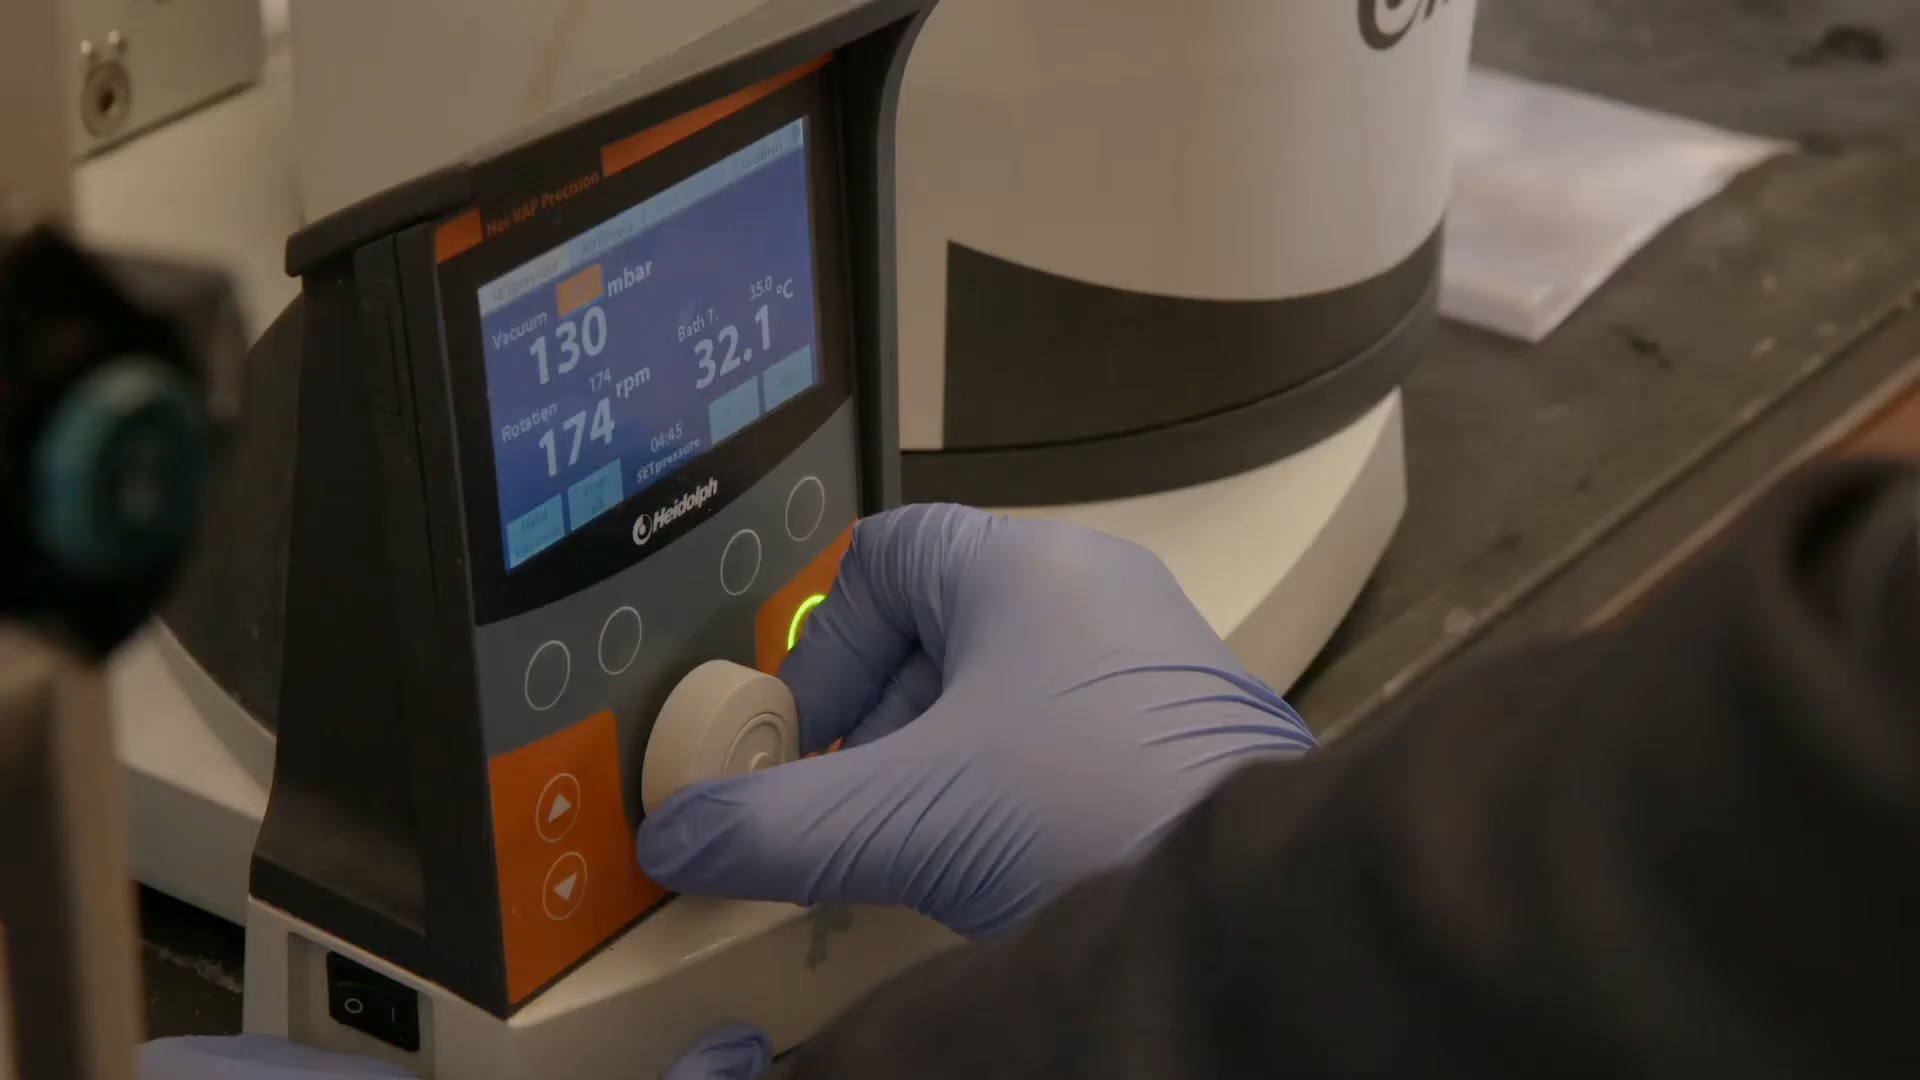 Hei-VAP Precision
mbar
Vacuum
130
35.0 °C
Bath T.
32.1
174 rpm
Rotation
174
04:45
SETpressure
Hold
Heidolph